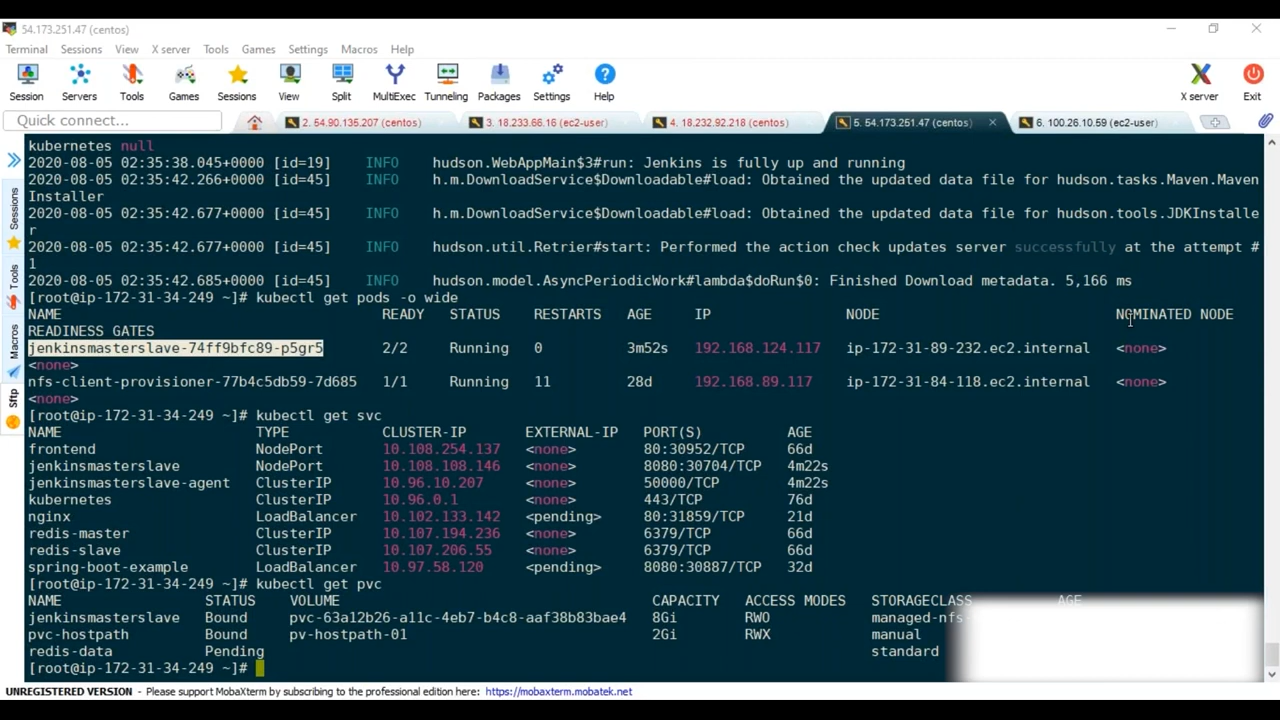 54.173.251.47 (centos)
Terminal Sessions View X server Tools Games Settings Macros Help
Session Servers Tools Games Sessions View Split MultiExec Tunneling Packages Settings Help X server Exit
Quick connect... 2. 54.90.135.207 (centos) 3. 18.233.66.16 (ec2-user) 4. 18.232.92.218 (centos) 5. 54.173.251.47 (centos) 6. 100.26.10.59 (ec2-user)
Sessions
Tools
Macros
Sftp
kubernetes null
2020-08-05 02:35:38.045+0000 [id=19] INFO hudson.WebAppMain$3#run: Jenkins is fully up and running
2020-08-05 02:35:42.266+0000 [id=45] INFO h.m.DownloadService$Downloadable#load: Obtained the updated data file for hudson.tasks.Maven.Maven
Installer
2020-08-05 02:35:42.677+0000 [id=45] INFO h.m.DownloadService$Downloadable#load: Obtained the updated data file for hudson.tools.JDKInstalle
r
2020-08-05 02:35:42.677+0000 [id=45] INFO hudson.util.Retrier#start: Performed the action check updates server successfully at the attempt #
1
2020-08-05 02:35:42.685+0000 [id=45] INFO hudson.model.AsyncPeriodicWork#lambda$doRun$0: Finished Download metadata. 5,166 ms
[root@ip-172-31-34-249 ~]# kubectl get pods -o wide
NAME READY STATUS RESTARTS AGE IP NODE NOMINATED NODE
READINESS GATES
jenkinsmasterslave-74ff9bfc89-p5gr5 2/2 Running 0 3m52s 192.168.124.117 ip-172-31-89-232.ec2.internal <none>
<none>
nfs-client-provisioner-77b4c5db59-7d685 1/1 Running 11 28d 192.168.89.117 ip-172-31-84-118.ec2.internal <none>
<none>
[root@ip-172-31-34-249 ~]# kubectl get svc
NAME TYPE CLUSTER-IP EXTERNAL-IP PORT(S) AGE
frontend NodePort 10.108.254.137 <none> 80:30952/TCP 66d
jenkinsmasterslave NodePort 10.108.108.146 <none> 8080:30704/TCP 4m22s
jenkinsmasterslave-agent ClusterIP 10.96.10.207 <none> 50000/TCP 4m22s
kubernetes ClusterIP 10.96.0.1 <none> 443/TCP 76d
nginx LoadBalancer 10.102.133.142 <pending> 80:31859/TCP 21d
redis-master ClusterIP 10.107.194.236 <none> 6379/TCP 66d
redis-slave ClusterIP 10.107.206.55 <none> 6379/TCP 66d
spring-boot-example LoadBalancer 10.97.58.120 <pending> 8080:30887/TCP 32d
[root@ip-172-31-34-249 ~]# kubectl get pvc
NAME STATUS VOLUME CAPACITY ACCESS MODES STORAGECLASS AGE
jenkinsmasterslave Bound pvc-63a12b26-a11c-4eb7-b4c8-aaf38b83bae4 8Gi RWO managed-nfs-
pvc-hostpath Bound pv-hostpath-01 2Gi RWX manual
redis-data Pending standard
[root@ip-172-31-34-249 ~]#
UNREGISTERED VERSION - Please support MobaXterm by subscribing to the professional edition here: https://mobaxterm.mobatek.net